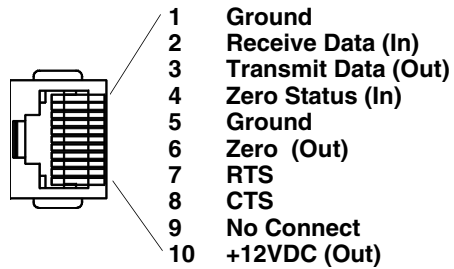 1 Ground
2 Receive Data (In)
3 Transmit Data (Out)
4 Zero Status (In)
5 Ground
6 Zero (Out)
7 RTS
8 CTS
9 No Connect
10 +12VDC (Out)